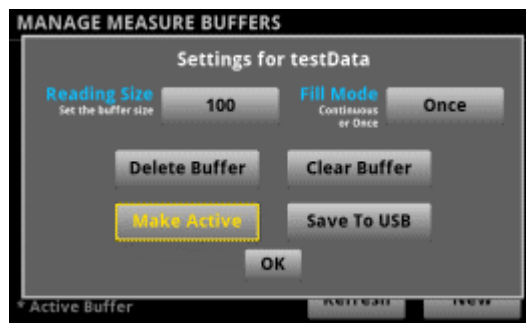 MANAGE MEASURE BUFFERS
Settings for testData
Reading Size
Set the buffer size
100
Fill Mode
Continuous
or Once
Once
Delete Buffer
Clear Buffer
Make Active
Save To USB
OK
* Active Buffer
Refresh
New